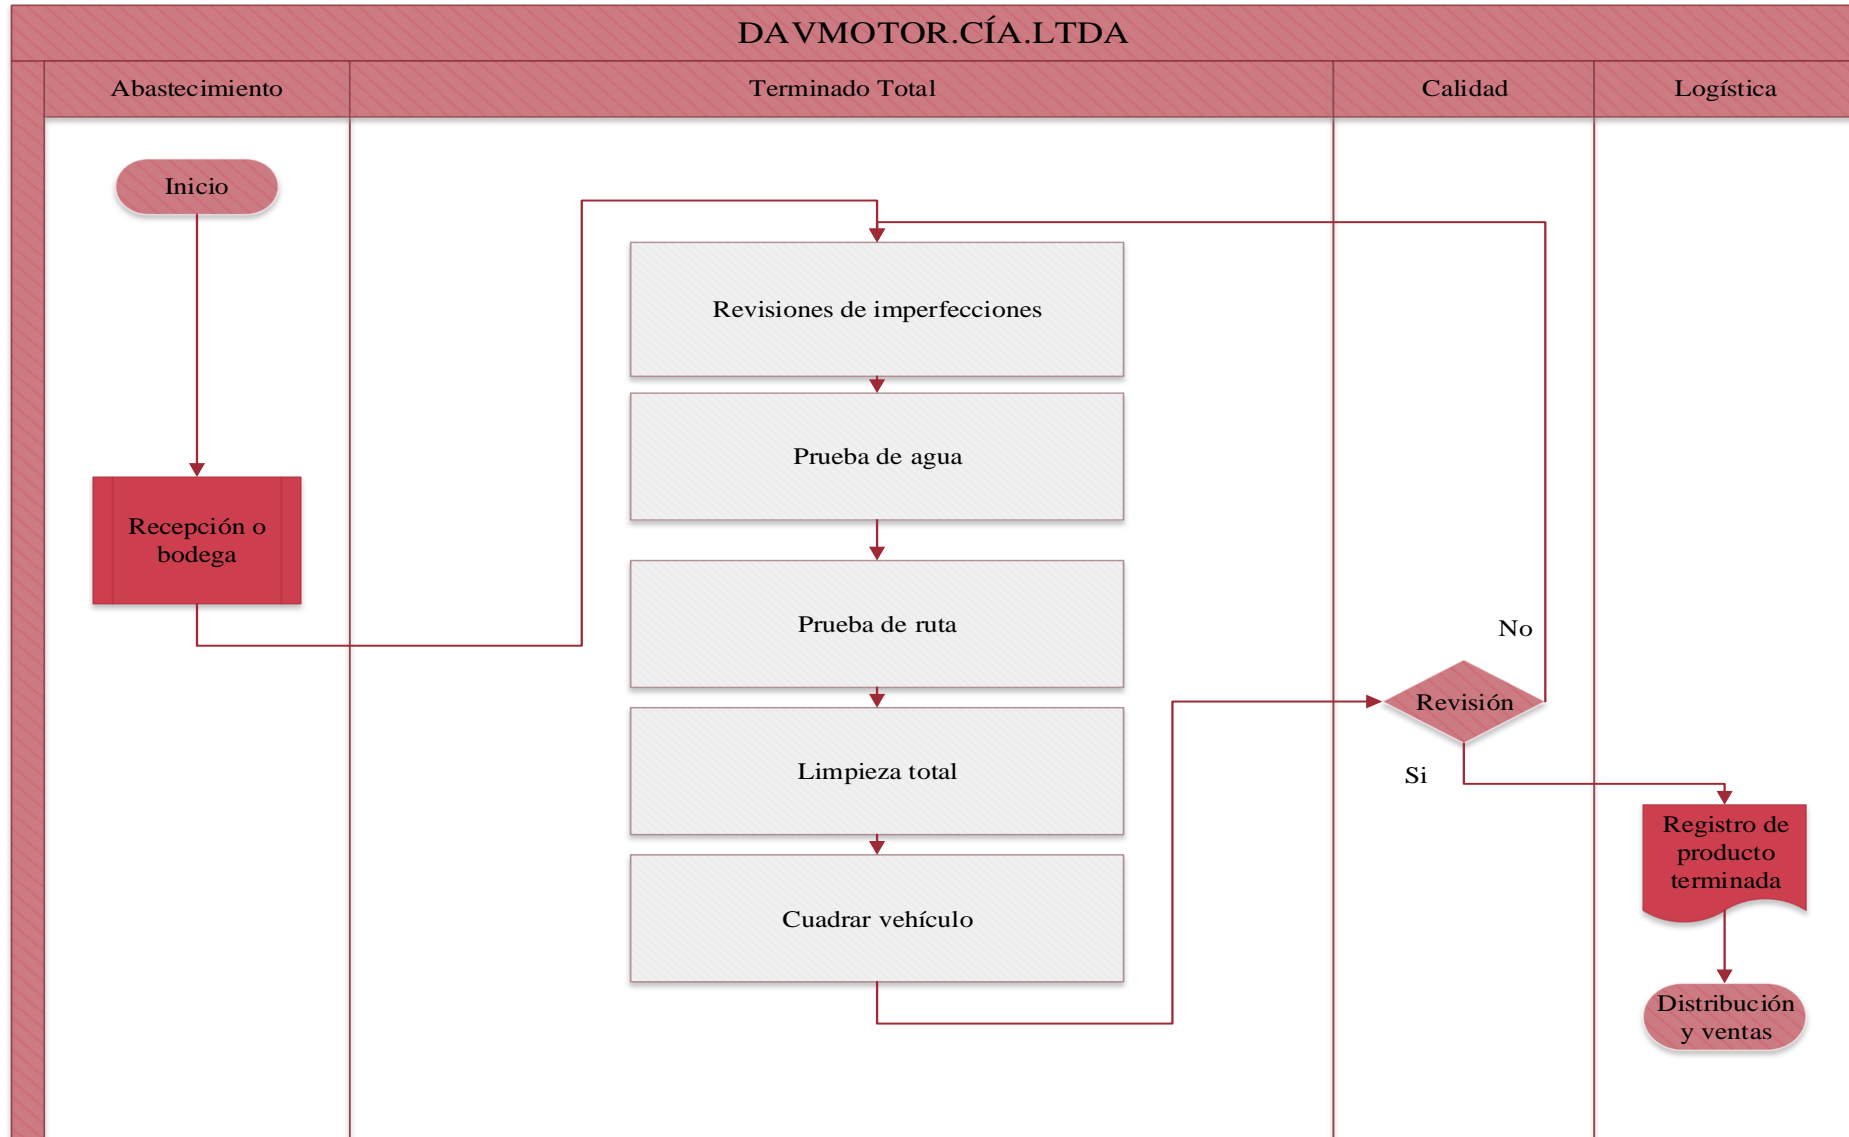 DAVMOTOR.CÍA.LTDA
Abastecimiento
Terminado Total
Calidad
Logística
Inicio
Recepción o
bodega
Revisiones de imperfecciones
Prueba de agua
Prueba de ruta
Limpieza total
Cuadrar vehículo
No
Revisión
Si
Registro de
producto
terminada
Distribución
y ventas